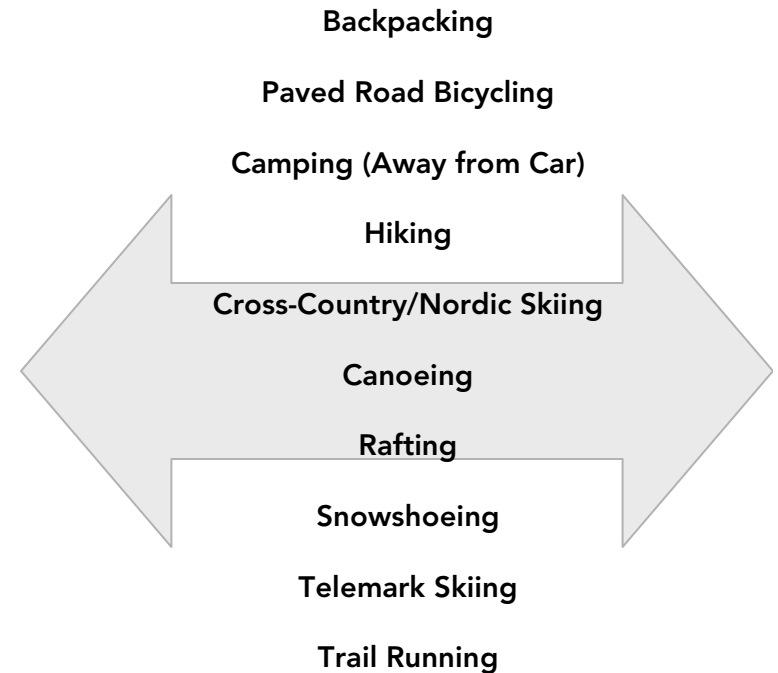 Backpacking
Paved Road Bicycling
Camping (Away from Car)
Hiking
Cross-Country/Nordic Skiing
Canoeing
Rafting
Snowshoeing
Telemark Skiing
Trail Running